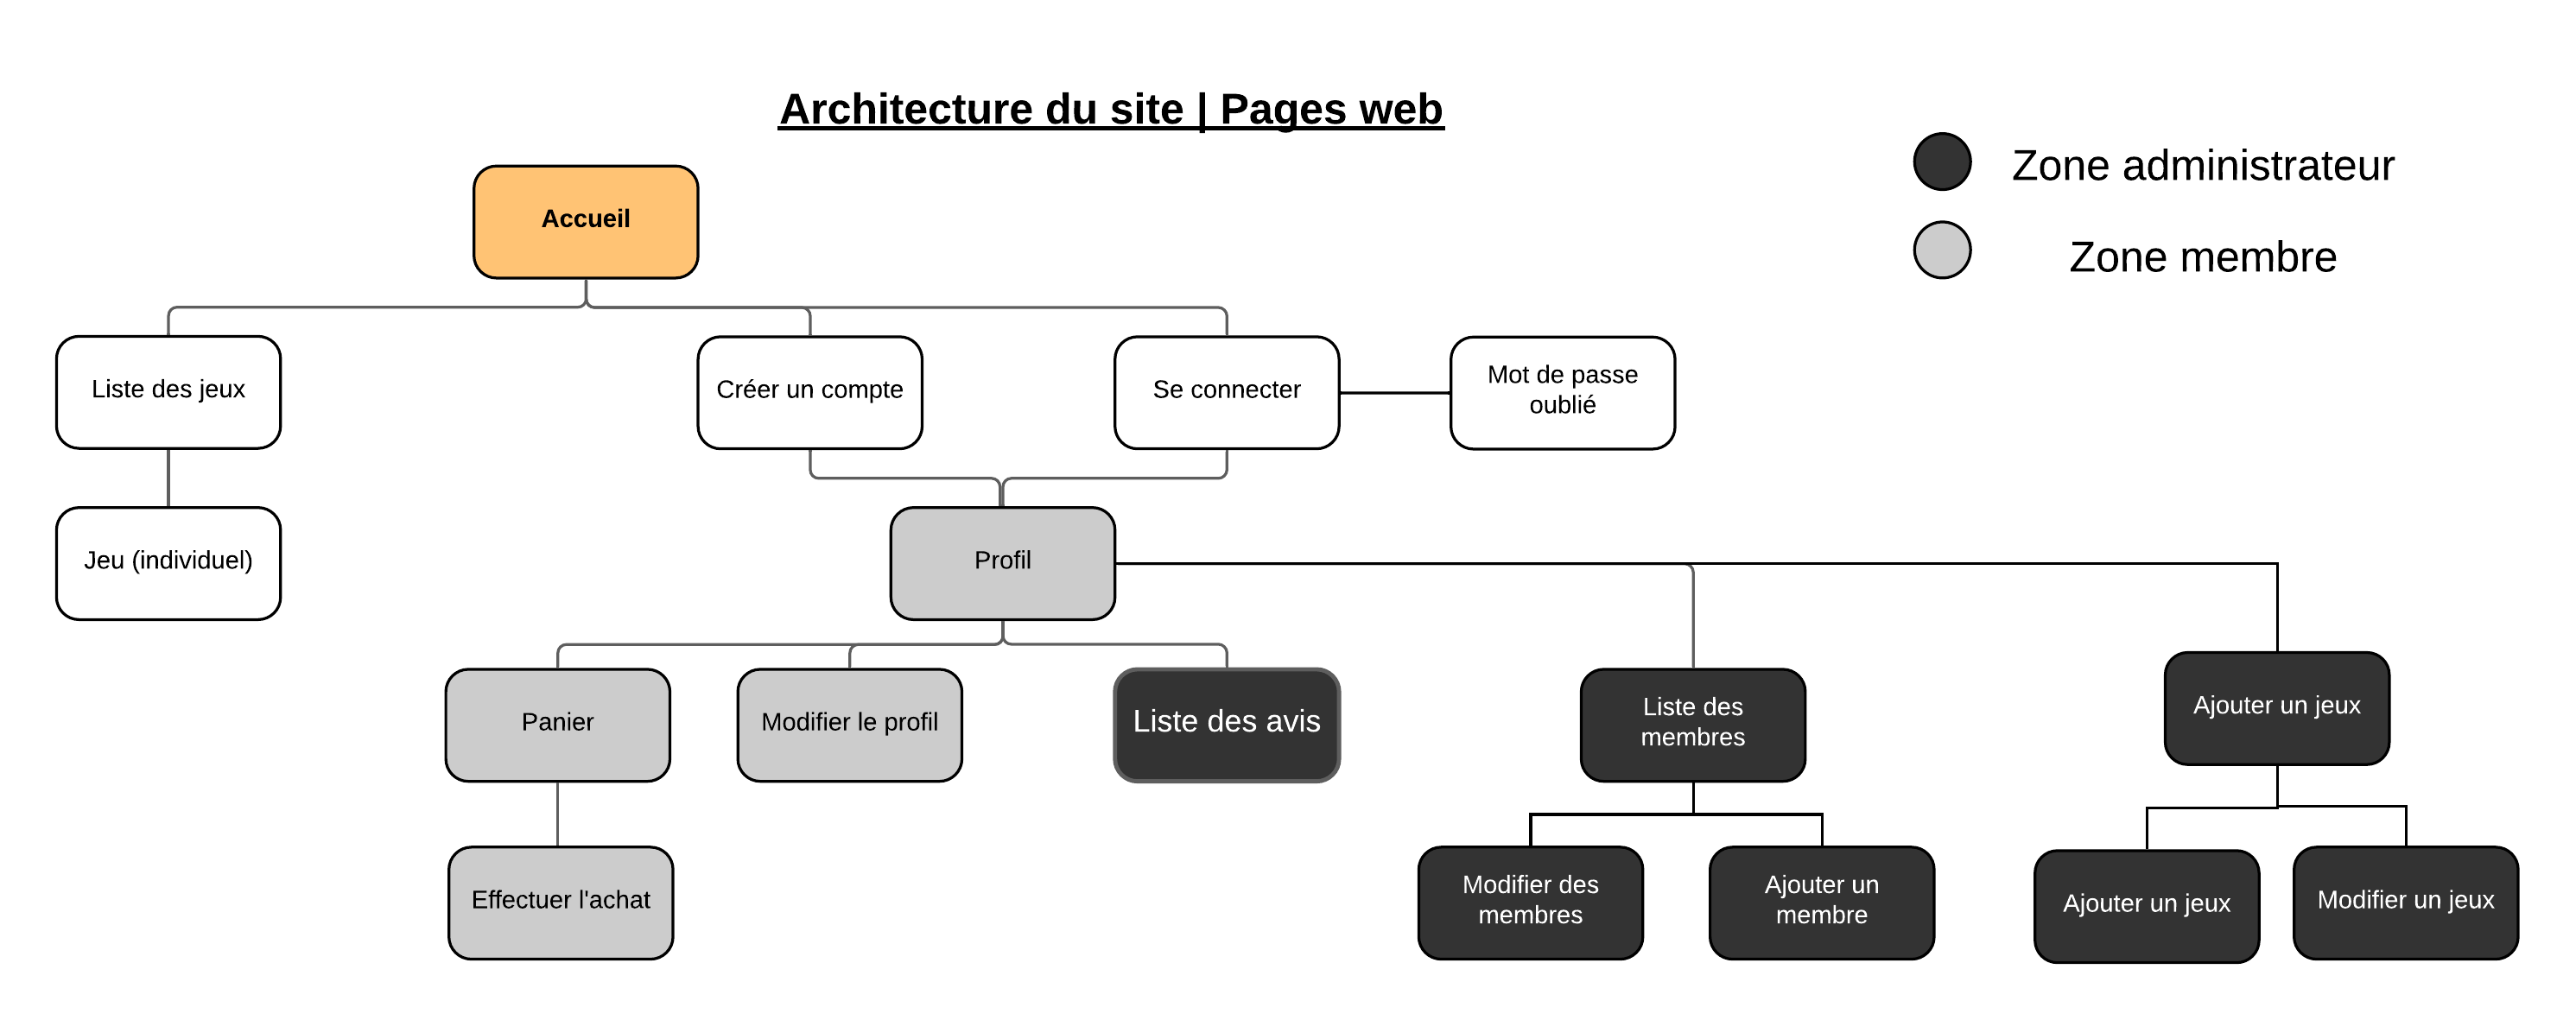 Architecture du site | Pages web
Zone administrateur
Zone membre
Accueil
Liste des jeux
Créer un compte
Se connecter
Mot de passe
oublié
Jeu (individuel)
Profil
Panier
Modifier le profil
Liste des avis
Liste des
membres
Ajouter un jeux
Effectuer l'achat
Modifier des
membres
Ajouter un
membre
Ajouter un jeux
Modifier un jeux